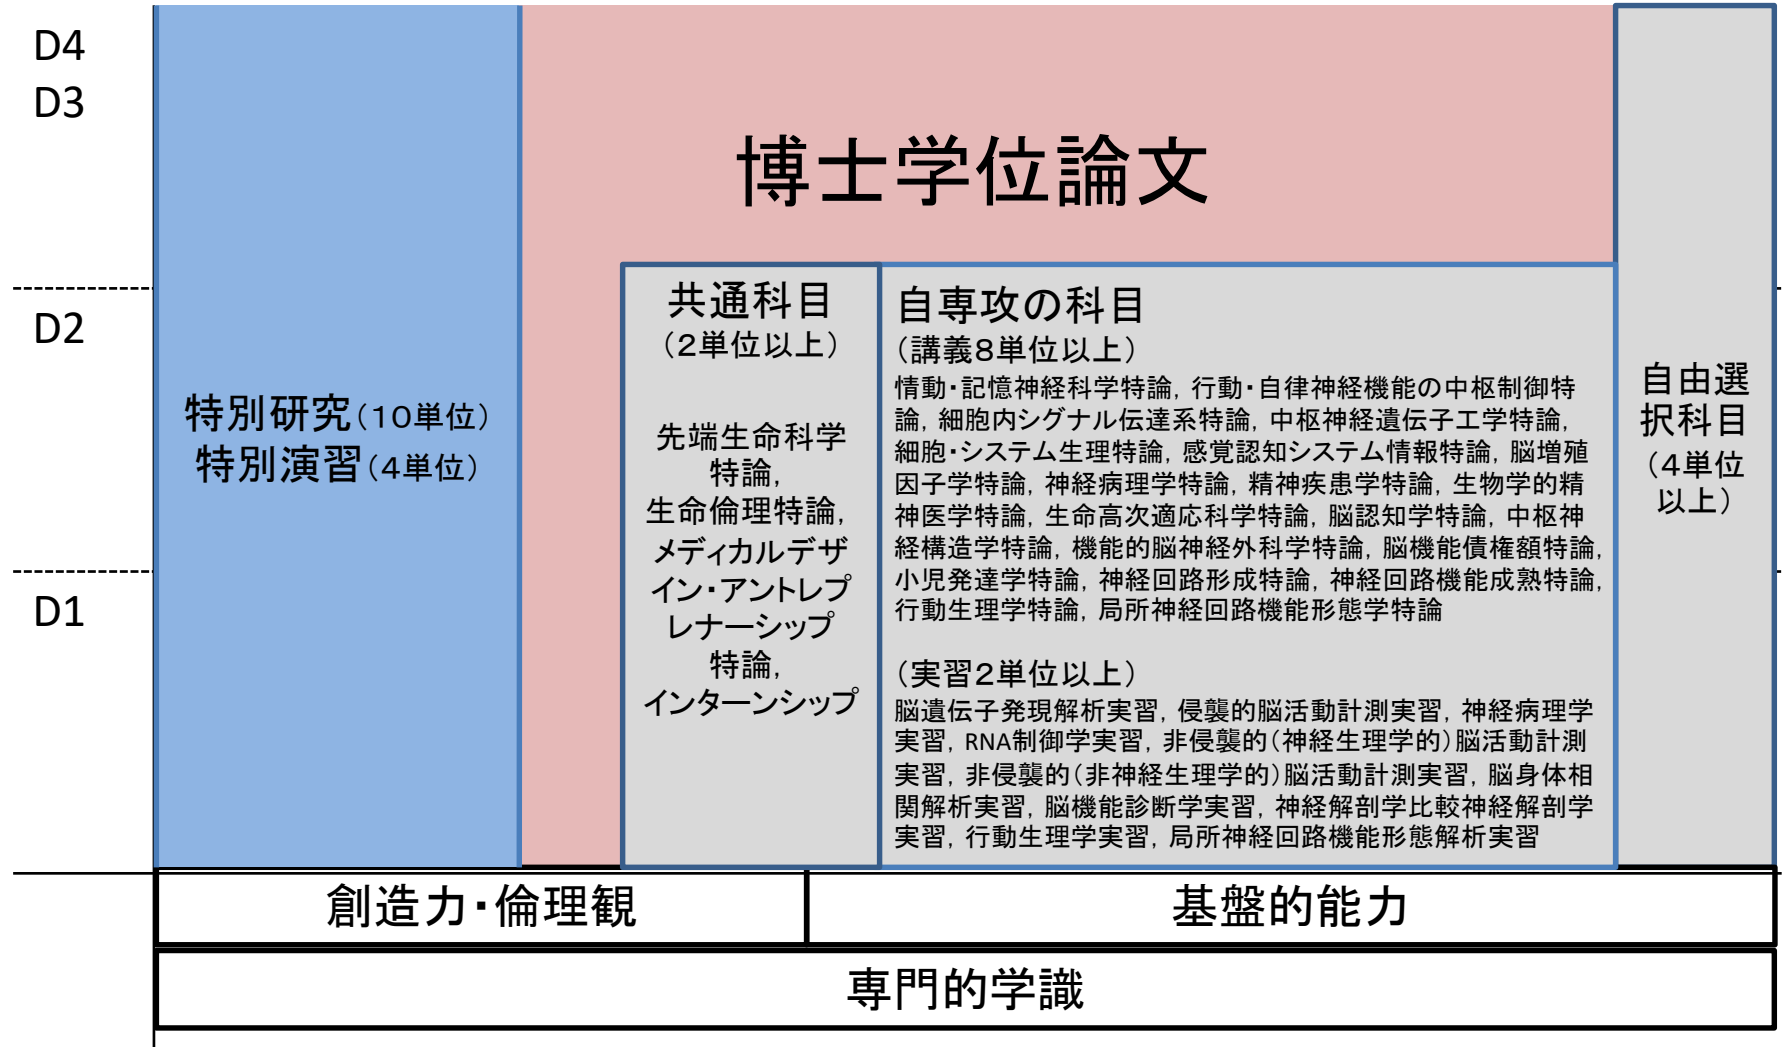 D4
D3
D2
D1
博士学位論文
特別研究（１０単位）
特別演習（４単位）
共通科目
（２単位以上）
先端生命科学
特論，
生命倫理特論，
メディカルデザ
イン・アントレプ
レナーシップ
特論，
インターンシップ
自専攻の科目
（講義８単位以上）
情動・記憶神経科学特論，行動・自律神経機能の中枢制御特
論，細胞内シグナル伝達系特論，中枢神経遺伝子工学特論，
細胞・システム生理特論，感覚認知システム情報特論，脳増殖
因子学特論，神経病理学特論，精神疾患学特論，生物学的精
神医学特論，生命高次適応科学特論，脳認知学特論，中枢神
経構造学特論，機能的脳神経外科学特論，脳機能債権額特論，
小児発達学特論，神経回路形成特論，神経回路機能成熟特論，
行動生理学特論，局所神経回路機能形態学特論
（実習２単位以上）
脳遺伝子発現解析実習，侵襲的脳活動計測実習，神経病理学
実習，RNA制御学実習，非侵襲的（神経生理学的）脳活動計測
実習，非侵襲的（非神経生理学的）脳活動計測実習，脳身体相
関解析実習，脳機能診断学実習，神経解剖学比較神経解剖学
実習，行動生理学実習，局所神経回路機能形態解析実習
自由選
択科目
（４単位
以上）
創造力・倫理観
基盤的能力
専門的学識